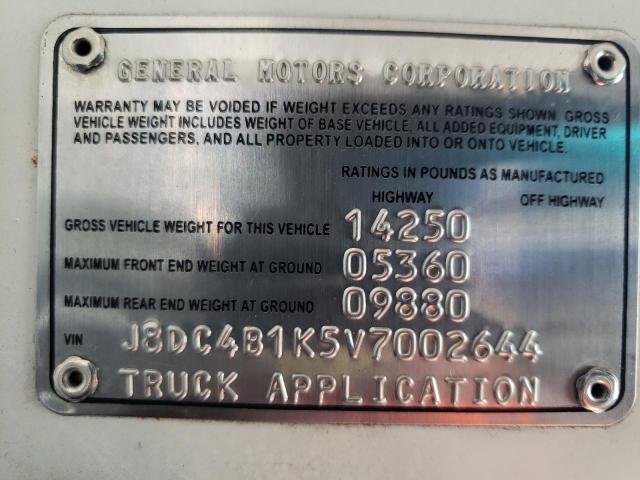 GENERAL MOTORS CORPORATION
WARRANTY MAY BE VOIDED IF WEIGHT EXCEEDS ANY RATINGS SHOWN. GROSS
VEHICLE WEIGHT INCLUDES WEIGHT OF BASE VEHICLE, ALL ADDED EQUIPMENT, DRIVER
AND PASSENGERS, AND ALL PROPERTY LOADED INTO OR ONTO VEHICLE.
RATINGS IN POUNDS AS MANUFACTURED
HIGHWAY OFF HIGHWAY
GROSS VEHICLE WEIGHT FOR THIS VEHICLE 14250
MAXIMUM FRONT END WEIGHT AT GROUND 05360
MAXIMUM REAR END WEIGHT AT GROUND 09880
VIN J8DC4B1K5V7002644
TRUCK APPLICATION